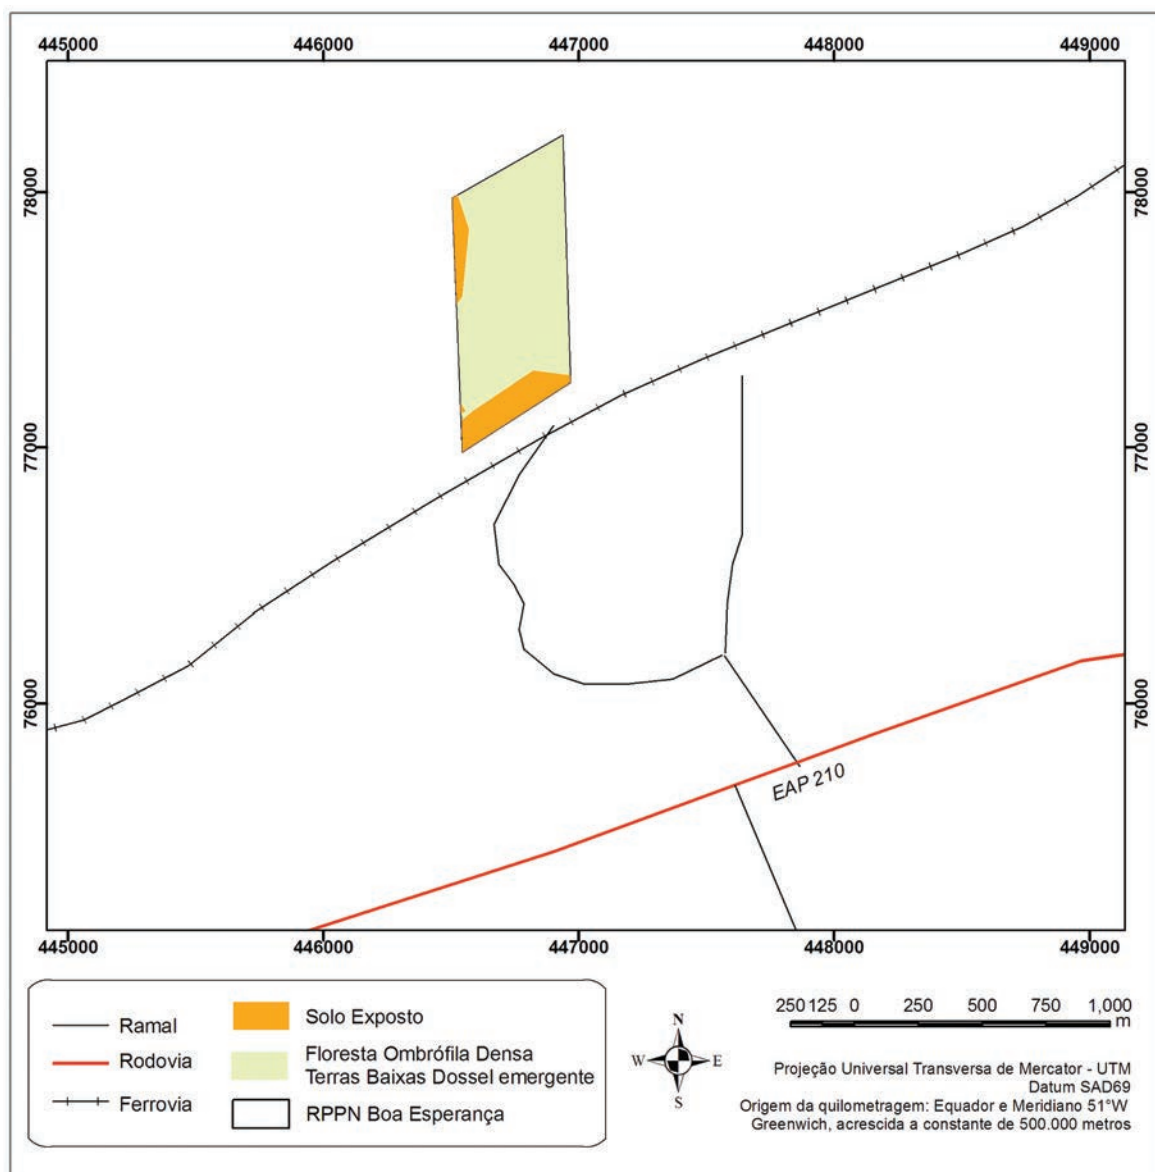 445000 446000 447000 448000 449000
78000 78000
77000 77000
76000 76000
EAP 210
445000 446000 447000 448000 449000
Ramal
Rodovia
Ferrovia
Solo Exposto
Floresta Ombrófila Densa
Terras Baixas Dossel emergente
RPPN Boa Esperança
N
W E
S
250 125 0 250 500 750 1,000
m
Projeção Universal Transversa de Mercator - UTM
Datum SAD69
Origem da quilometragem: Equador e Meridiano 51°W
Greenwich, acrescida a constante de 500.000 metros